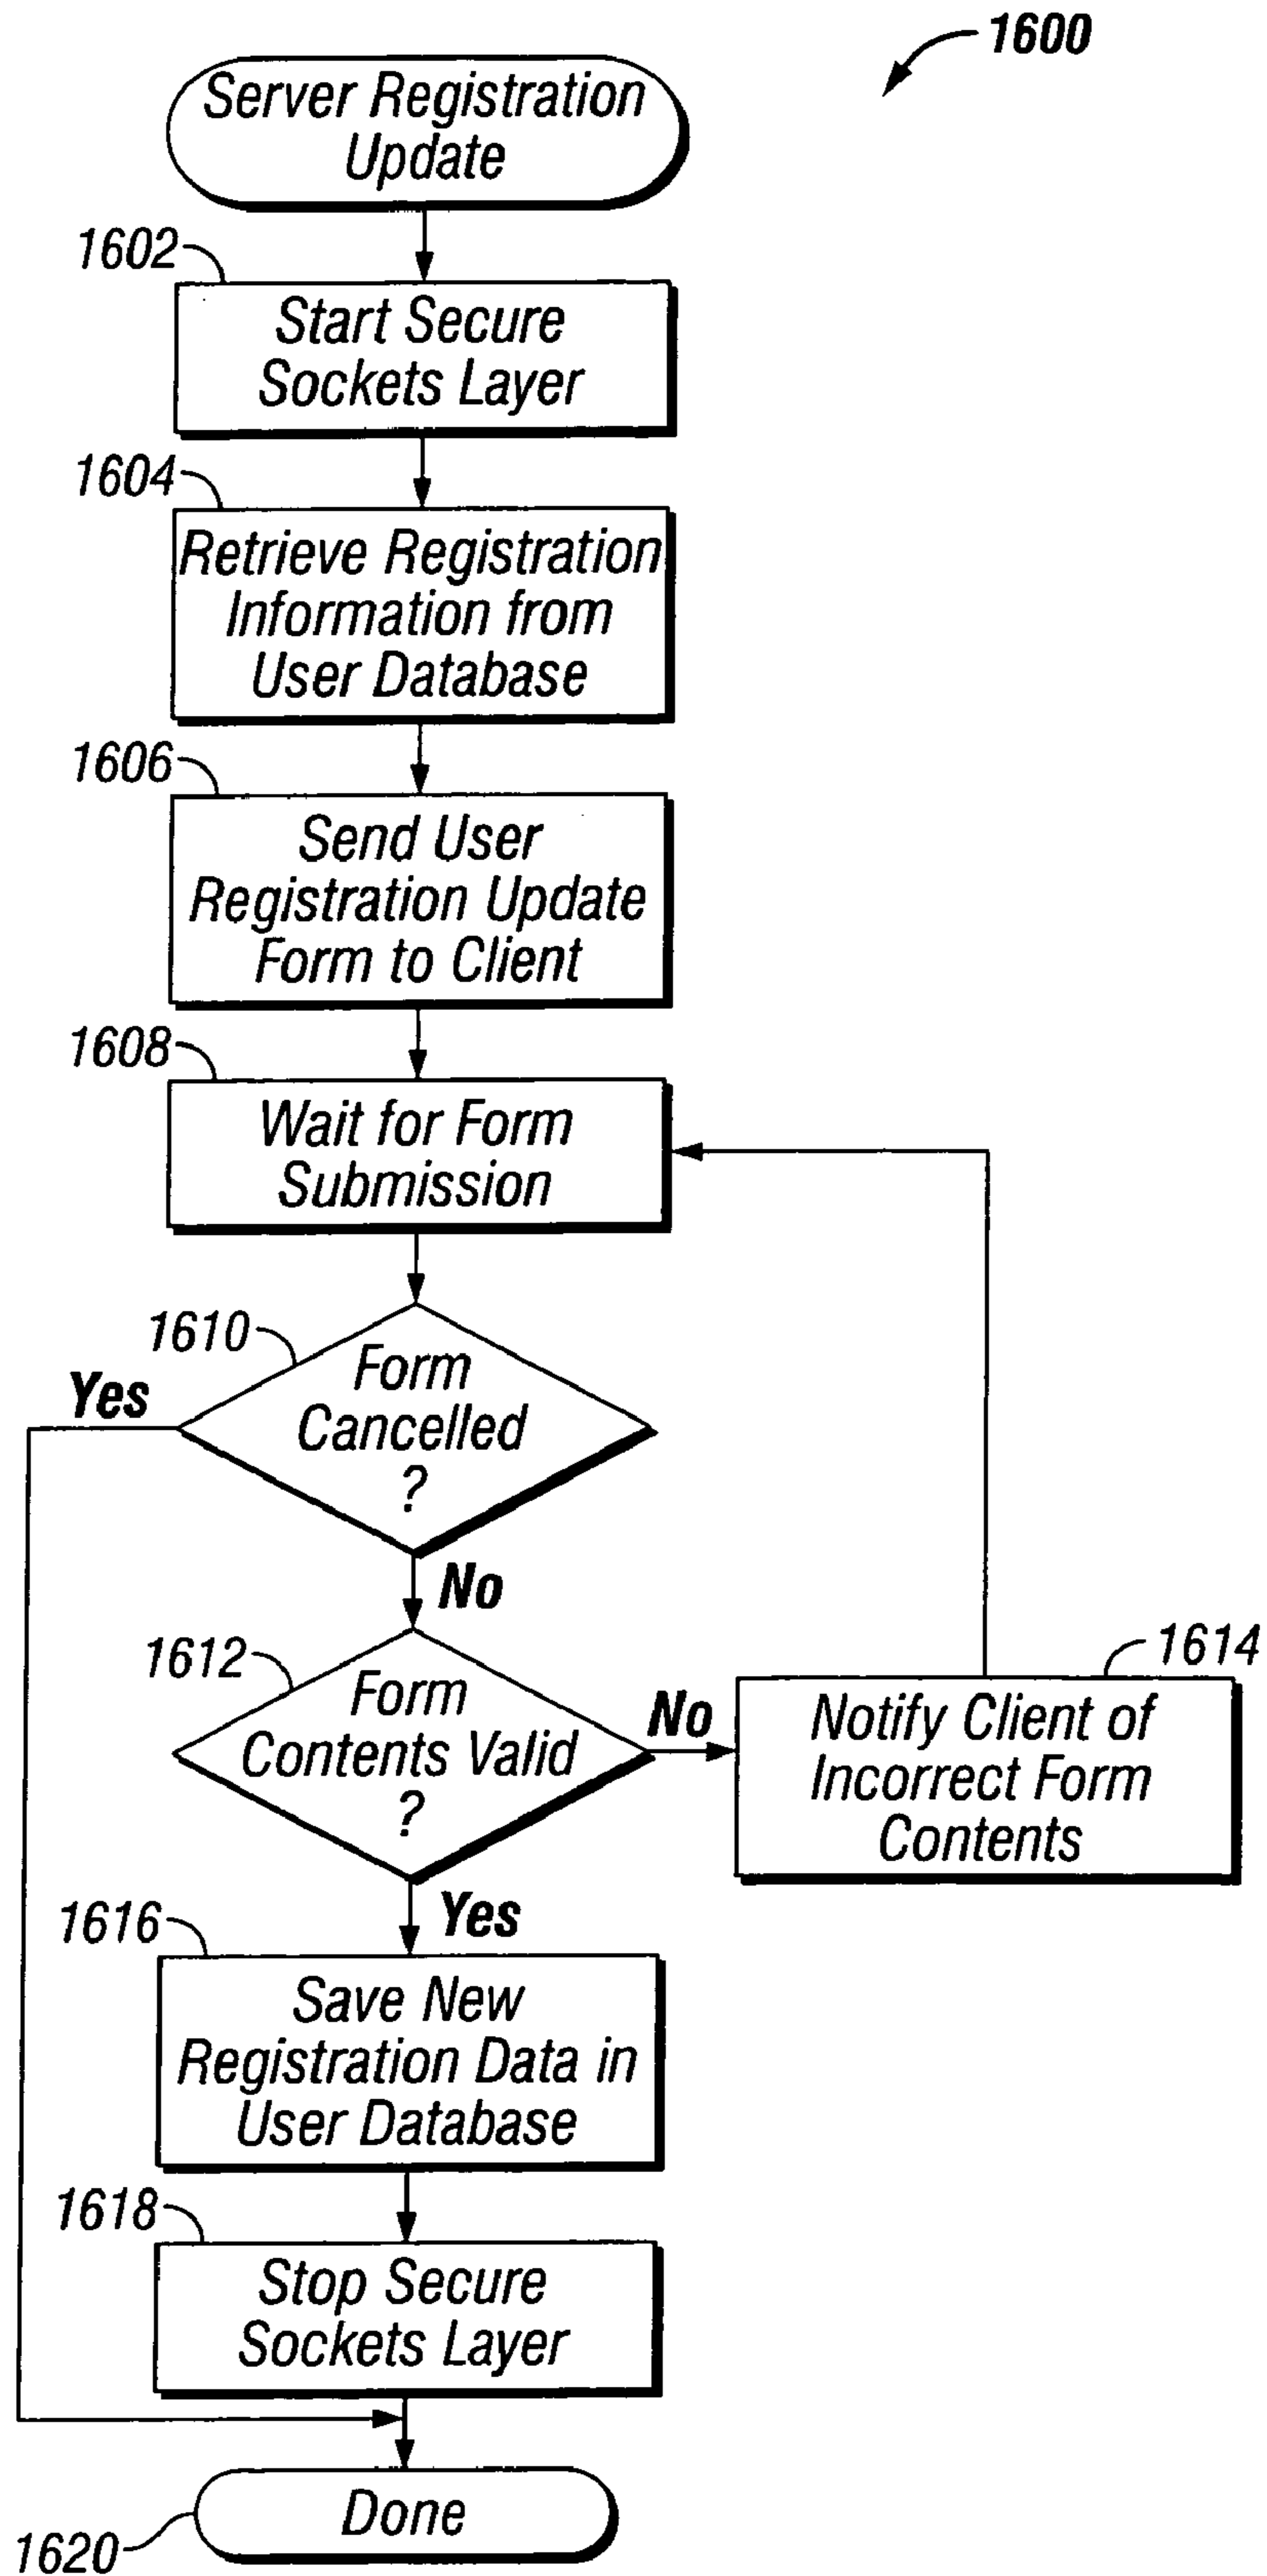 1600
Server Registration
Update
1602
Start Secure
Sockets Layer
1604
Retrieve Registration
Information from
User Database
1606
Send User
Registration Update
Form to Client
1608
Wait for Form
Submission
1610
Form
Cancelled
?
Yes
No
1612
Form
Contents Valid
?
No
1614
Notify Client of
Incorrect Form
Contents
Yes
1616
Save New
Registration Data in
User Database
1618
Stop Secure
Sockets Layer
Done
1620